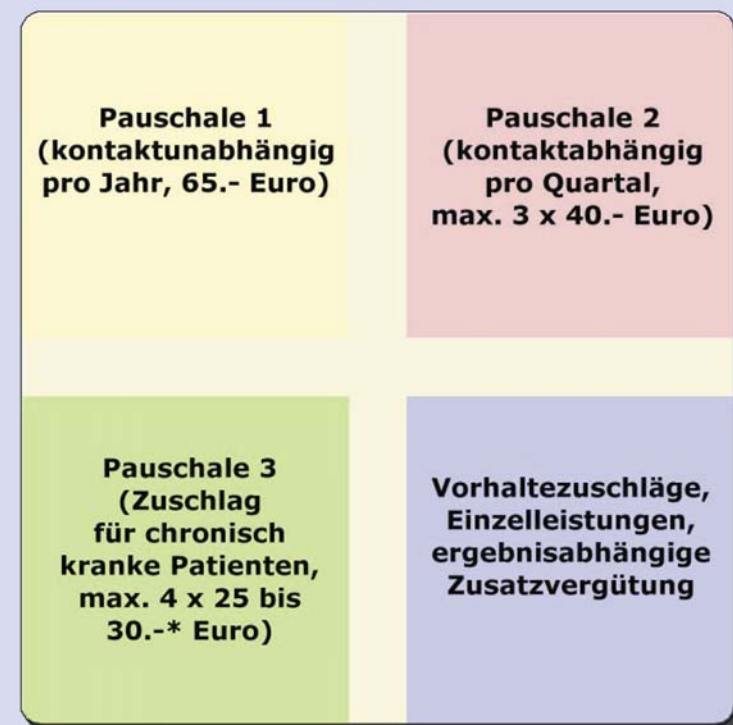 Pauschale 1
(kontaktunabhängig
pro Jahr, 65.- Euro)
Pauschale 2
(kontaktabhängig
pro Quartal,
max. 3 x 40.- Euro)
Pauschale 3
(Zuschlag
für chronisch
kranke Patienten,
max. 4 x 25 bis
30.-* Euro)
Vorhaltezuschläge,
Einzelleistungen,
ergebnisabhängige
Zusatzvergütung